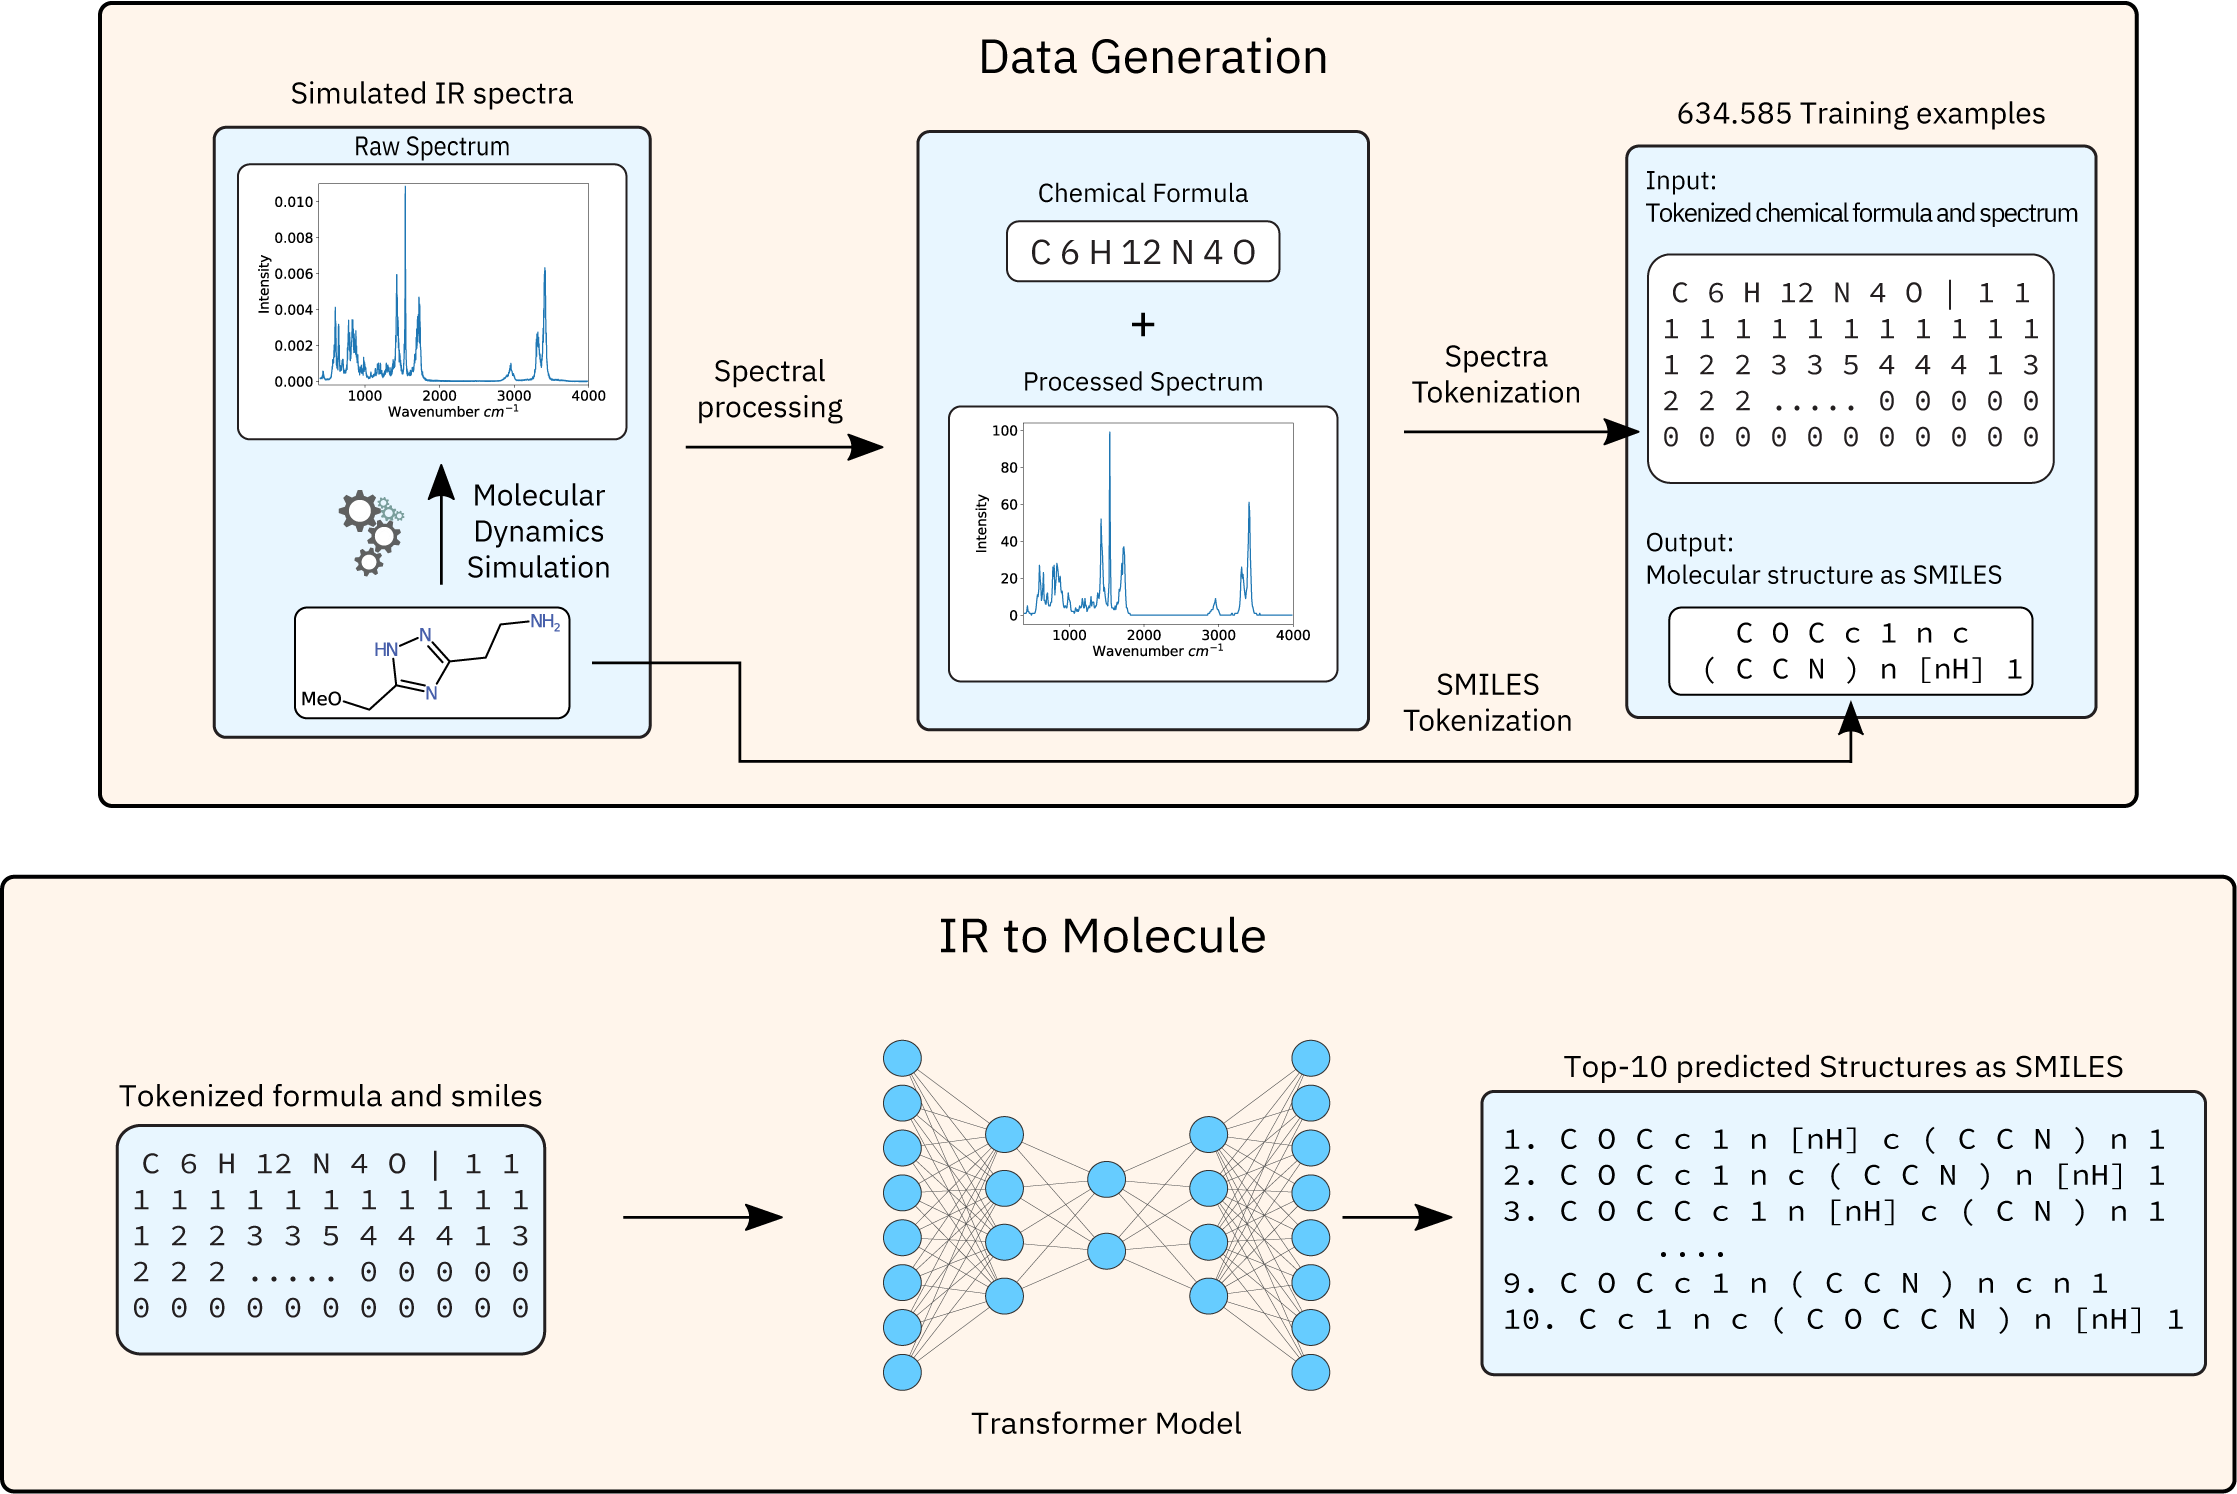 Data Generation
Simulated IR spectra
Raw Spectrum
0.010
0.008
0.006
0.004
0.002
0.000
Intensity
1000 2000 3000 4000
Wavenumber cm⁻¹
Molecular
Dynamics
Simulation
NH₂
N
HN
N
MeO
Spectral
processing
Chemical Formula
C 6 H 12 N 4 O
+
Processed Spectrum
100
80
60
40
20
0
Intensity
1000 2000 3000 4000
Wavenumber cm⁻¹
Spectra
Tokenization
SMILES
Tokenization
634.585 Training examples
Input:
Tokenized chemical formula and spectrum
C 6 H 12 N 4 O | 1 1
1 1 1 1 1 1 1 1 1 1 1
1 2 2 3 3 5 4 4 4 1 3
2 2 2 ..... 0 0 0 0 0
0 0 0 0 0 0 0 0 0 0 0
Output:
Molecular structure as SMILES
C O C c 1 n c
( C C N ) n [nH] 1
IR to Molecule
Tokenized formula and smiles
C 6 H 12 N 4 O | 1 1
1 1 1 1 1 1 1 1 1 1 1
1 2 2 3 3 5 4 4 4 1 3
2 2 2 ..... 0 0 0 0 0
0 0 0 0 0 0 0 0 0 0 0
Transformer Model
Top-10 predicted Structures as SMILES
1. C O C c 1 n [nH] c ( C C N ) n 1
2. C O C c 1 n c ( C C N ) n [nH] 1
3. C O C C c 1 n [nH] c ( C N ) n 1
....
9. C O C c 1 n ( C C N ) n c n 1
10. C c 1 n c ( C O C C N ) n [nH] 1